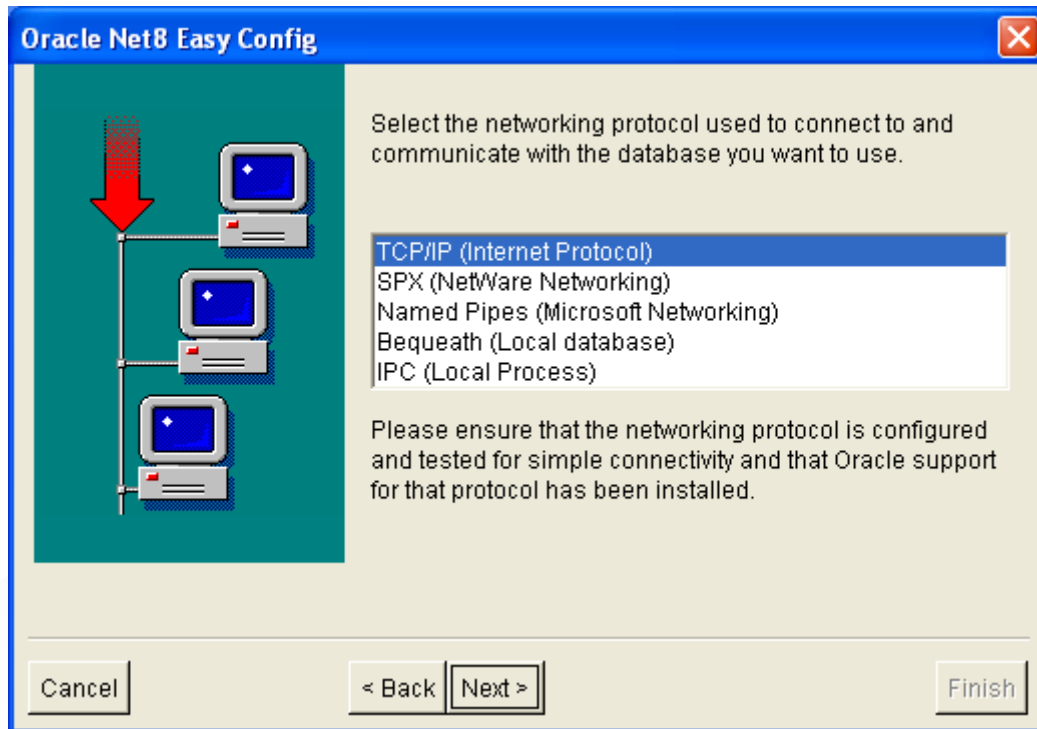 Oracle Net8 Easy Config
Select the networking protocol used to connect to and
communicate with the database you want to use.
TCP/IP (Internet Protocol)
SPX (NetWare Networking)
Named Pipes (Microsoft Networking)
Bequeath (Local database)
IPC (Local Process)
Please ensure that the networking protocol is configured
and tested for simple connectivity and that Oracle support
for that protocol has been installed.
Cancel
< Back
Next >
Finish